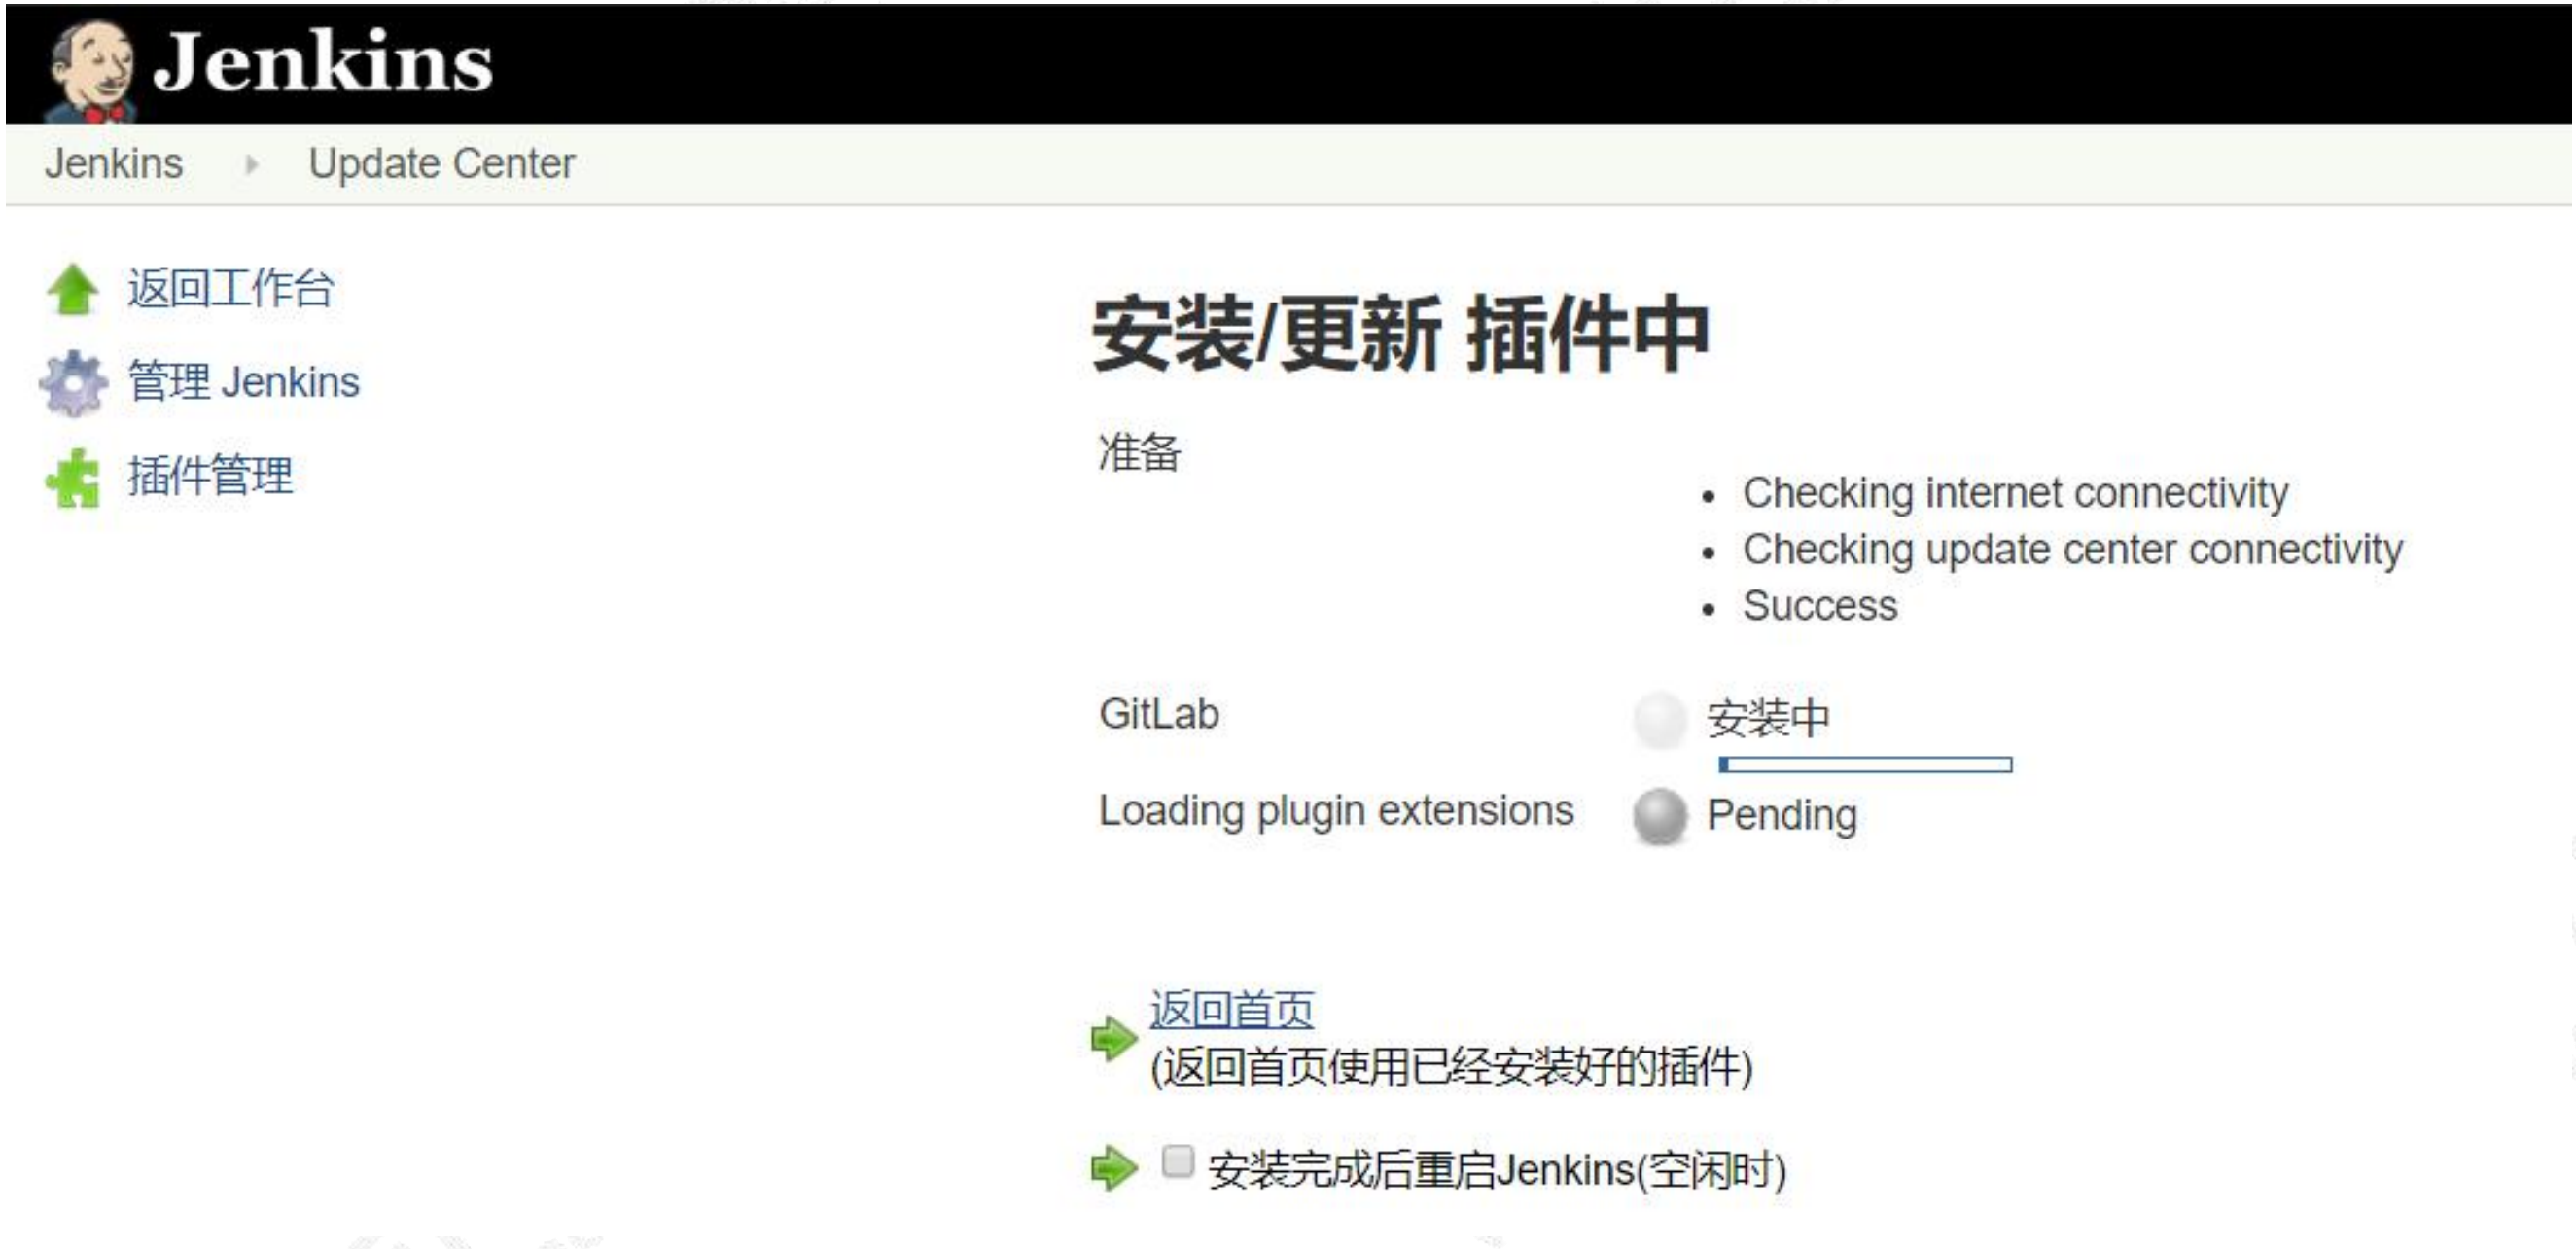 Jenkins
Jenkins Update Center
返回工作台
管理 Jenkins
插件管理
安装/更新 插件中
准备
Checking internet connectivity
Checking update center connectivity
Success
GitLab 安装中
Loading plugin extensions Pending
返回首页
(返回首页使用已经安装好的插件)
安装完成后重启Jenkins(空闲时)